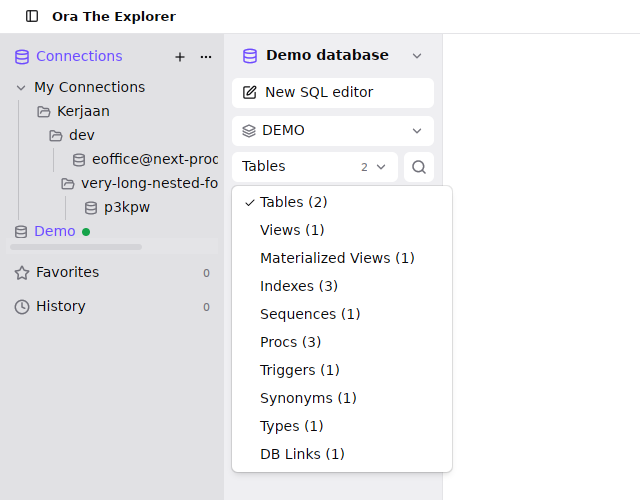 Ora The Explorer
Connections
My Connections
Kerjaan
dev
eoffice@next-proc
very-long-nested-fo
p3kpw
Demo
Favorites 0
History 0
Demo database
New SQL editor
DEMO
Tables 2
Tables (2)
Views (1)
Materialized Views (1)
Indexes (3)
Sequences (1)
Procs (3)
Triggers (1)
Synonyms (1)
Types (1)
DB Links (1)